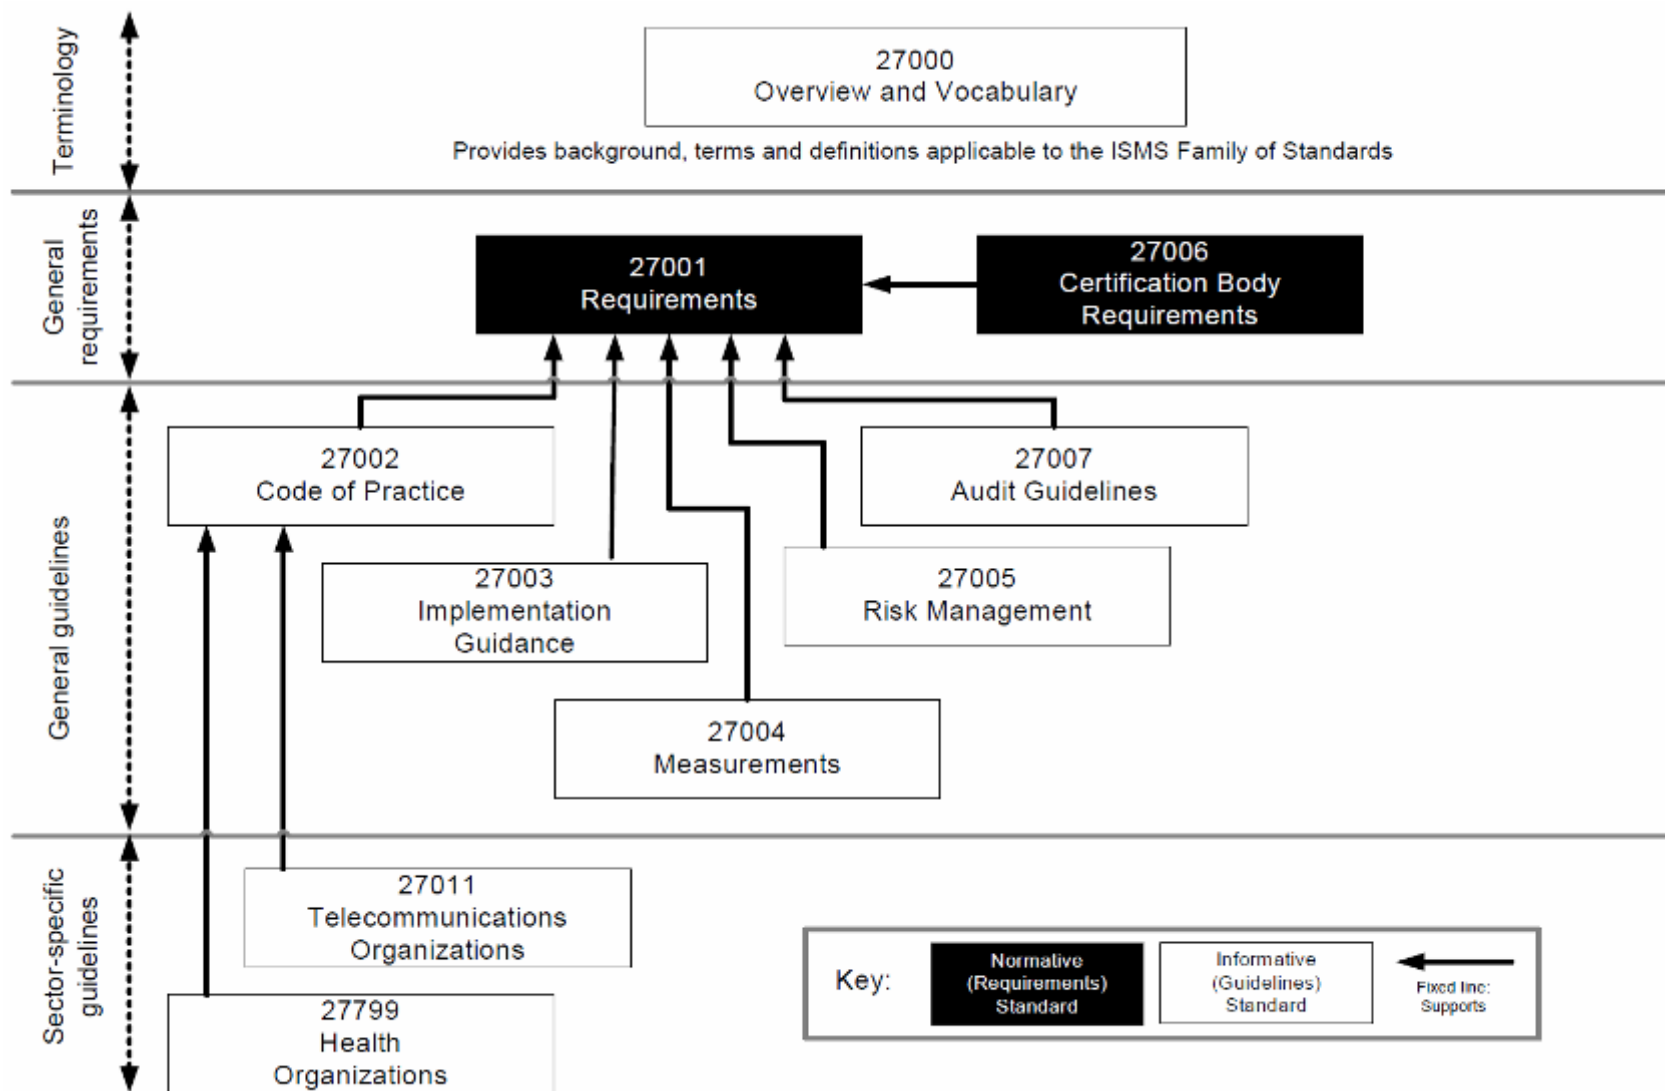 Terminology
27000
Overview and Vocabulary
Provides background, terms and definitions applicable to the ISMS Family of Standards
General
requirements
27001
Requirements
27006
Certification Body
Requirements
General guidelines
27002
Code of Practice
27007
Audit Guidelines
27003
Implementation
Guidance
27005
Risk Management
27004
Measurements
Sector-specific
guidelines
27011
Telecommunications
Organizations
27799
Health
Organizations
Key:
Normative
(Requirements)
Standard
Informative
(Guidelines)
Standard
Fixed line:
Supports